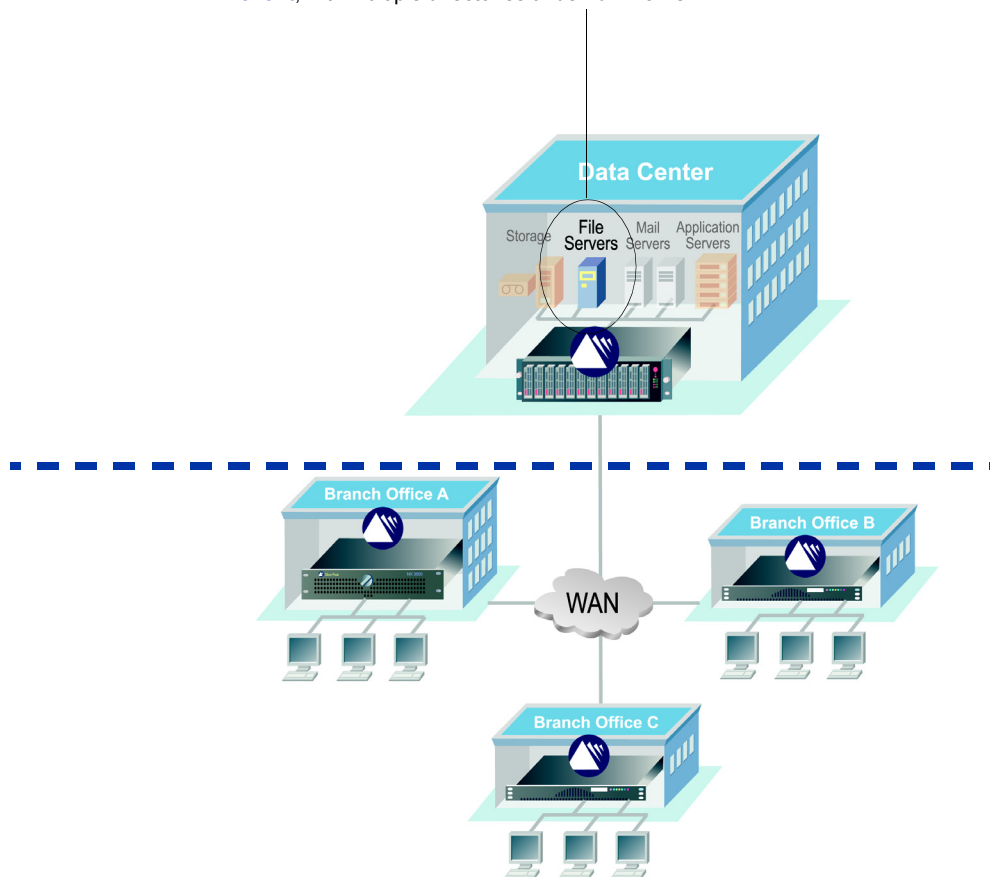 Data Center
Storage
File
Servers
Mail
Servers
Application
Servers
Branch Office A
Branch Office B
WAN
Branch Office C